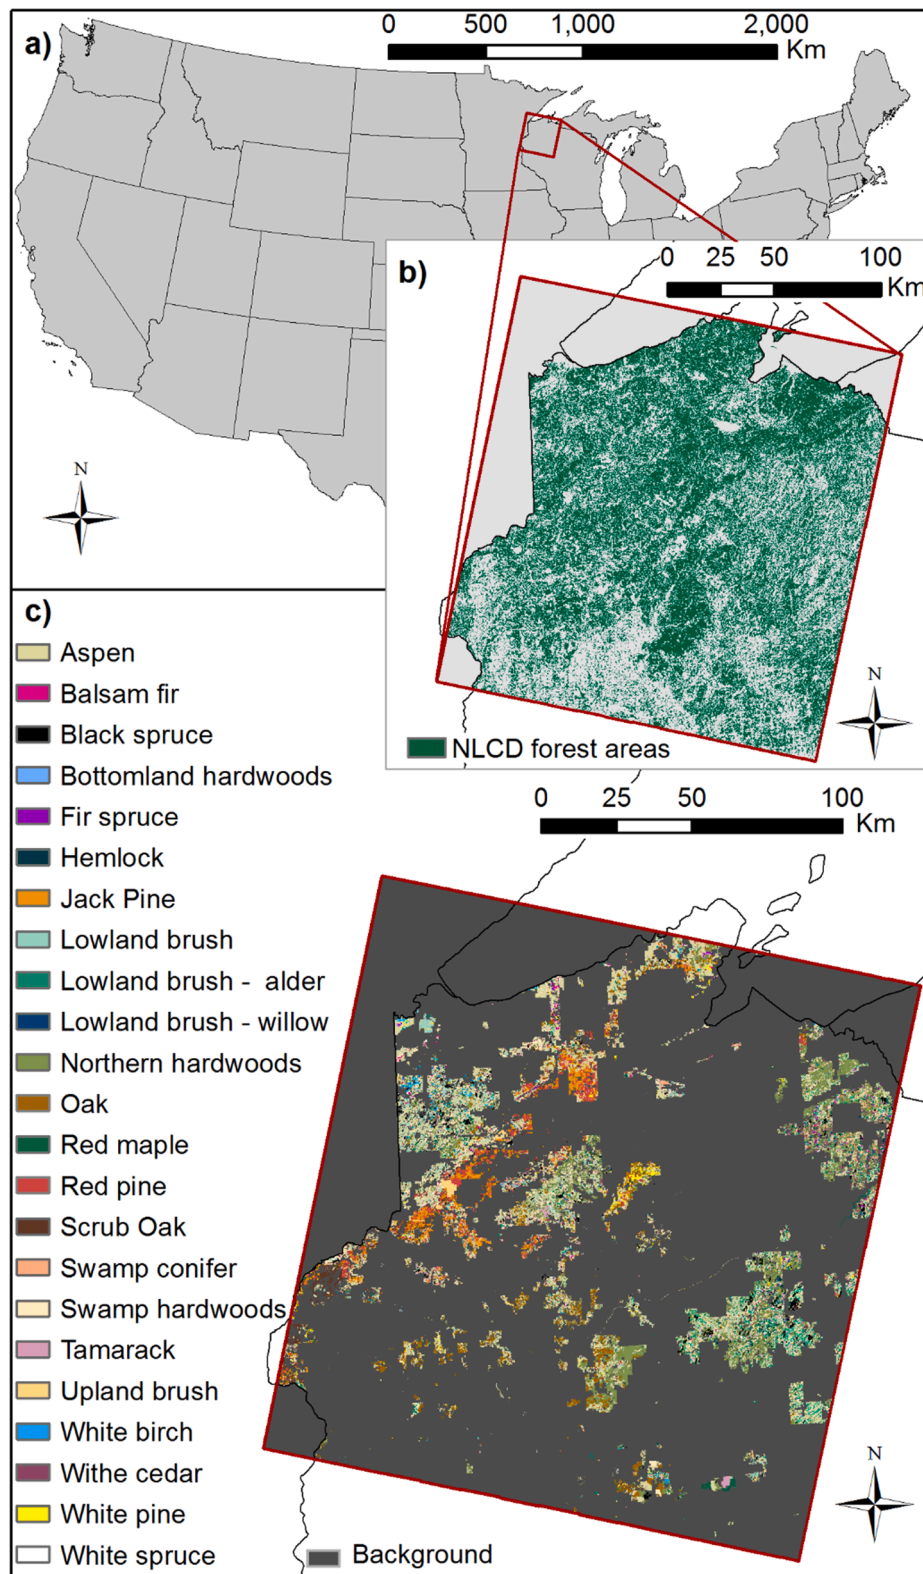 a)
0 500 1,000 2,000
Km
b)
0 25 50 100
Km
N
N
NLCD forest areas
c)
0 25 50 100
Km
Aspen
Balsam fir
Black spruce
Bottomland hardwoods
Fir spruce
Hemlock
Jack Pine
Lowland brush
Lowland brush - alder
Lowland brush - willow
Northern hardwoods
Oak
Red maple
Red pine
Scrub Oak
Swamp conifer
Swamp hardwoods
Tamarack
Upland brush
White birch
Withe cedar
White pine
White spruce
Background
N